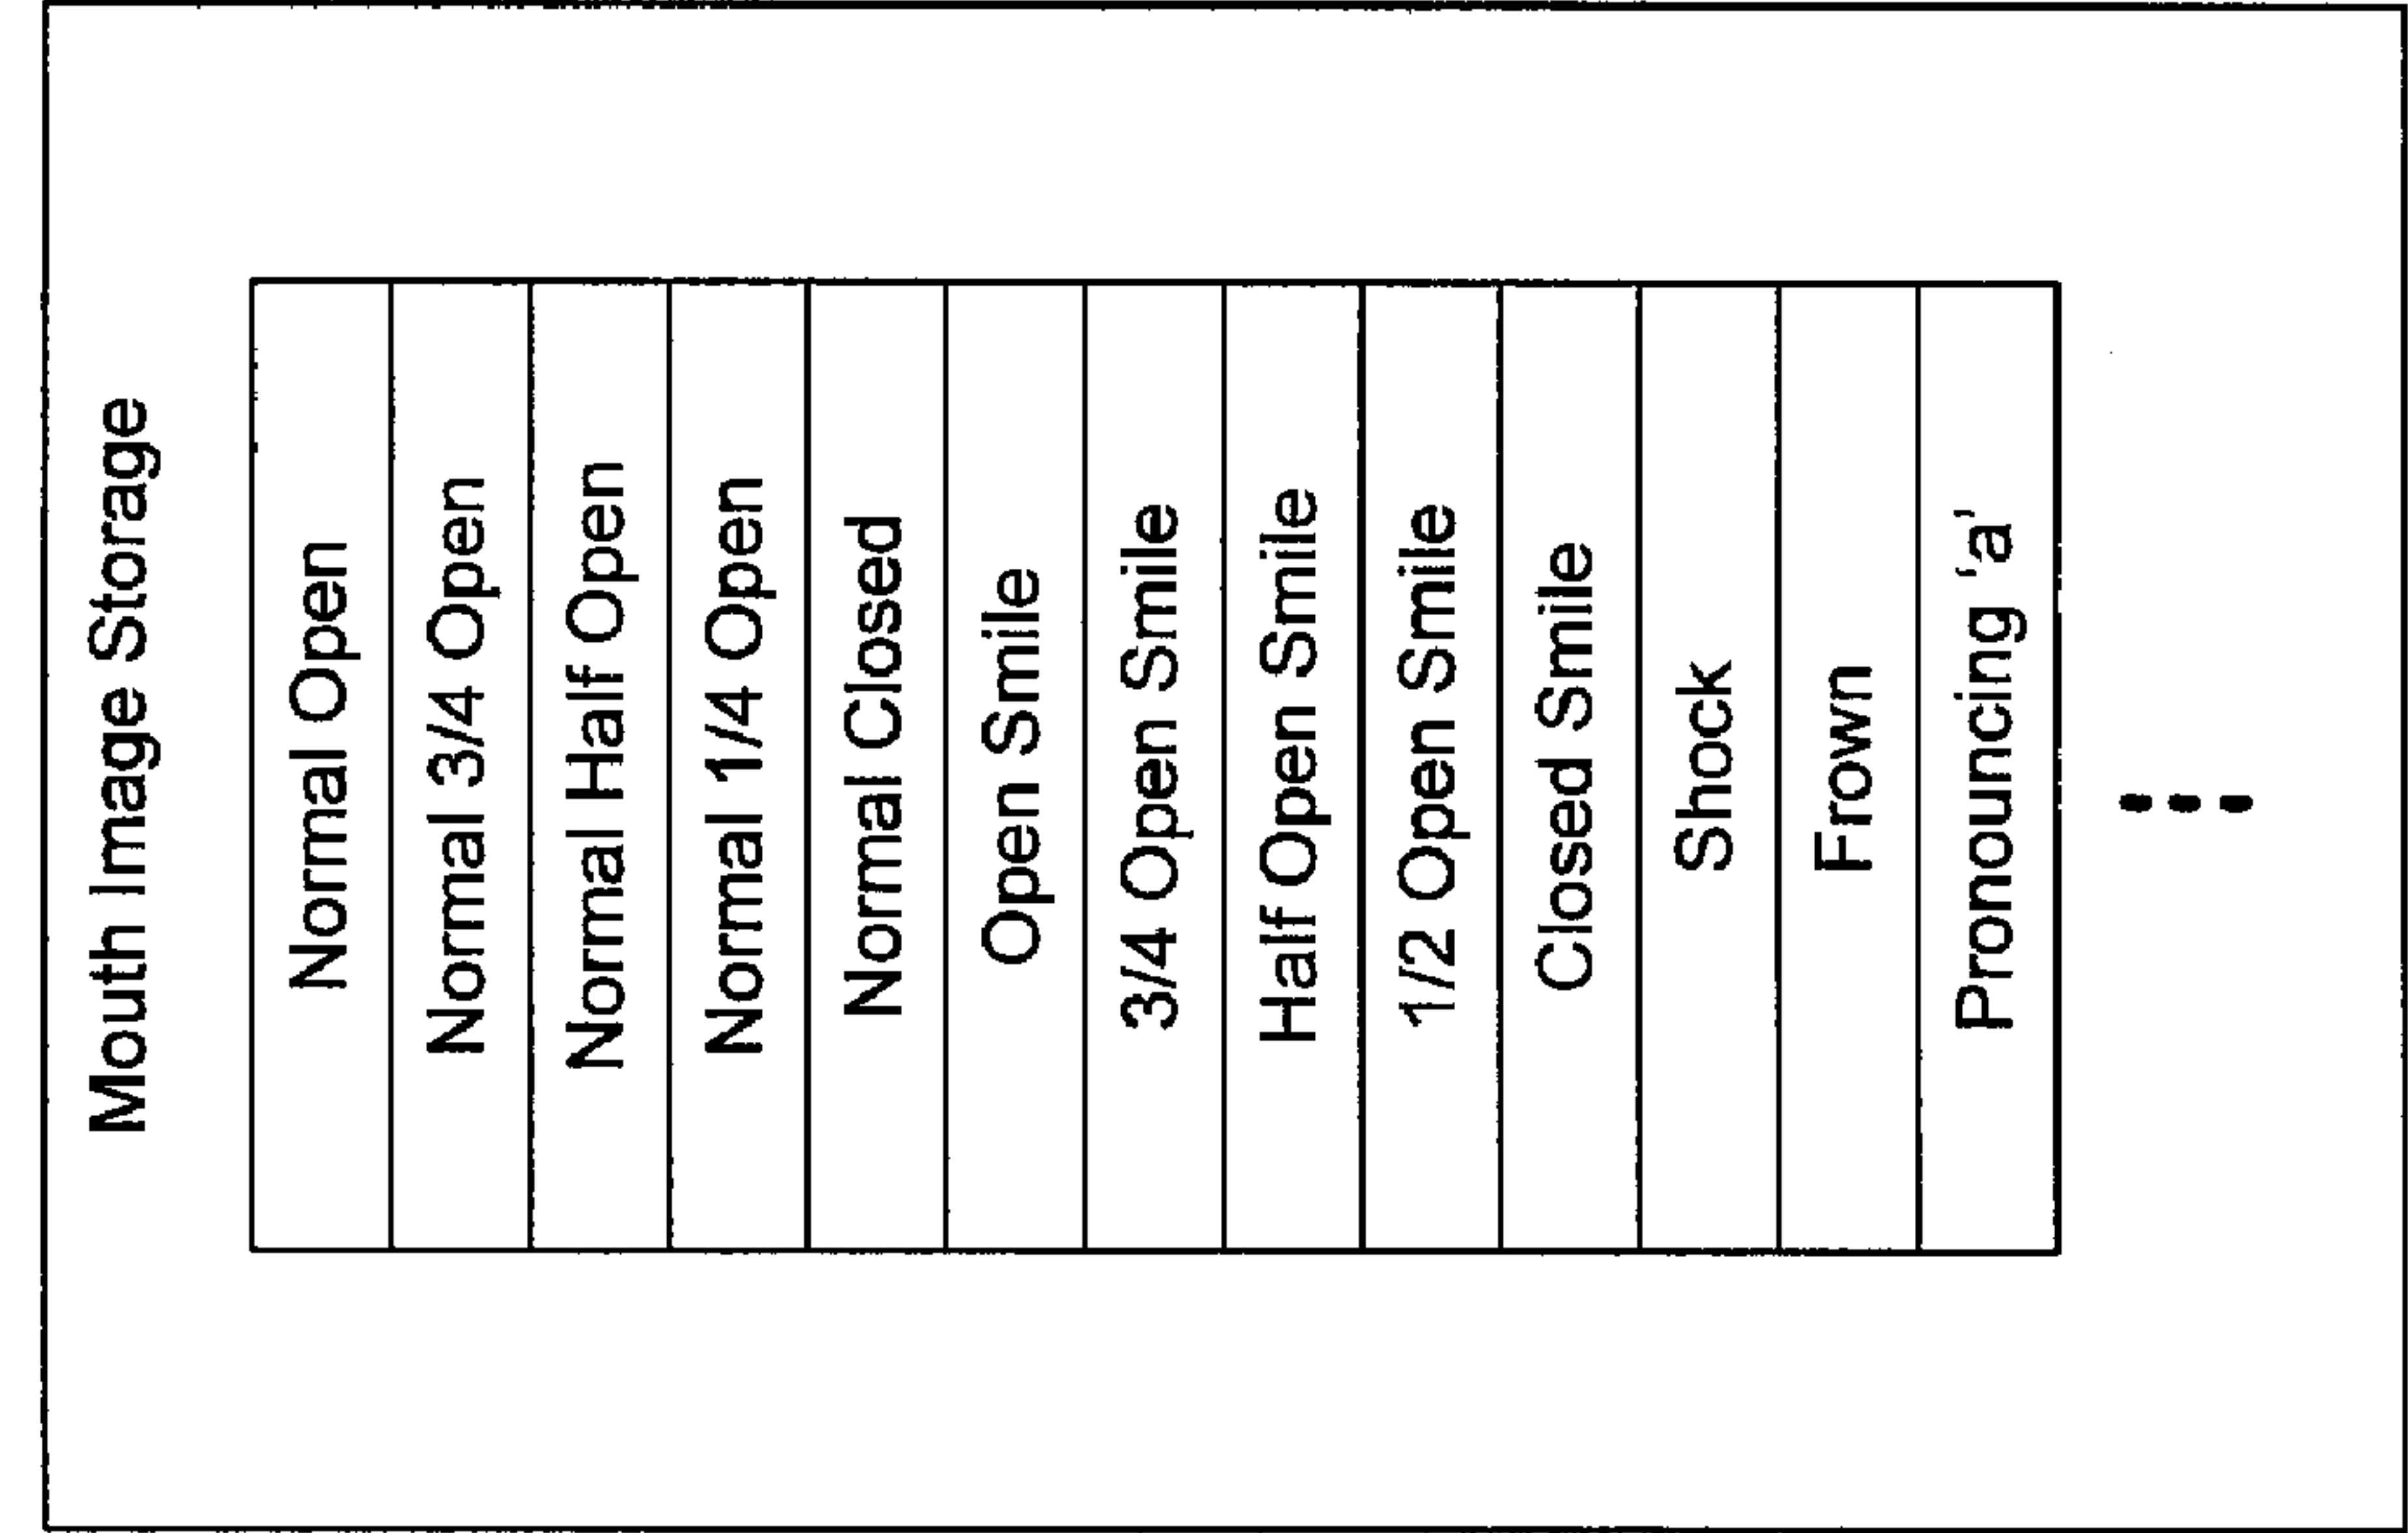 Mouth Image Storage
Normal Open
Normal 3/4 Open
Normal Half Open
Normal 1/4 Open
Normal Closed
Open Smile
3/4 Open Smile
Half Open Smile
1/2 Open Smile
Closed Smile
Shock
Frown
Pronouncing ‘a’